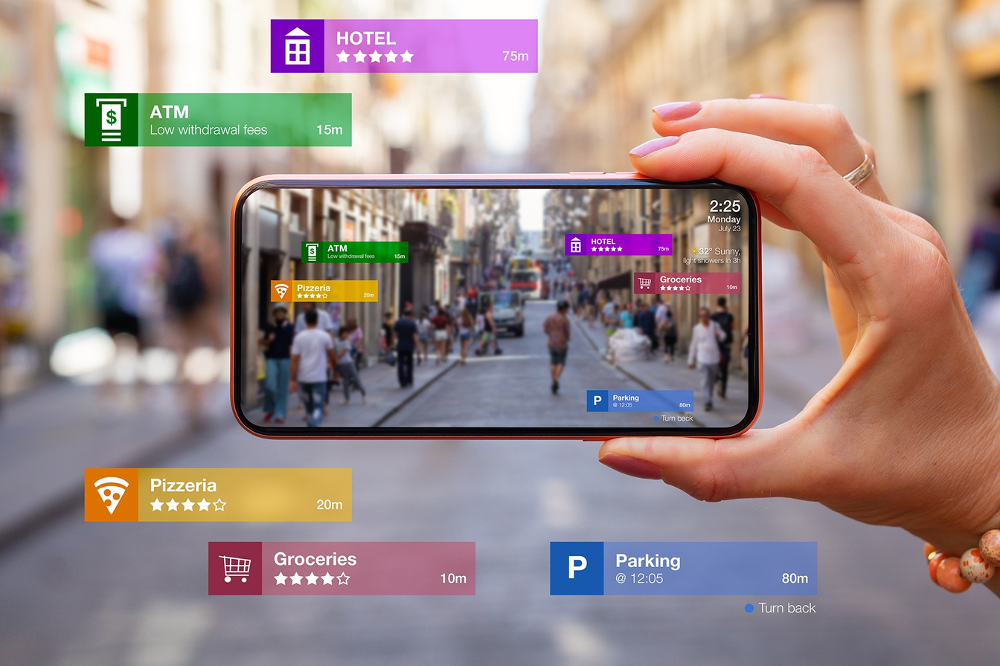 HOTEL
75m
ATM
Low withdrawal fees
15m
2:25
Monday
July 23
32° Sunny,
light showers in 3h
ATM
Low withdrawal fees
15m
HOTEL
75m
Pizzeria
20m
Groceries
10m
P
Parking
@ 12:05
80m
Turn back
Pizzeria
20m
Groceries
10m
P
Parking
@ 12:05
80m
Turn back